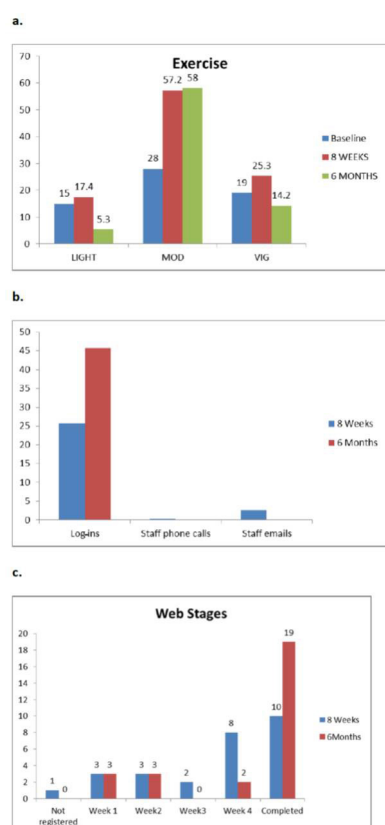 a.
Exercise
70
60
50
40
30
20
10
0
15 17.4 5.3
28 57.2 58
19 25.3 14.2
LIGHT MOD VIG
Baseline
8 WEEKS
6 MONTHS
b.
50
45
40
35
30
25
20
15
10
5
0
Log-ins Staff phone calls Staff emails
8 Weeks
6 Months
c.
Web Stages
20
18
16
14
12
10
8
6
4
2
0
1 0 3 3 3 3 2 0 8 2 10 19
Not Week 1 Week2 Week3 Week 4 Completed
registered
8 Weeks
6Months